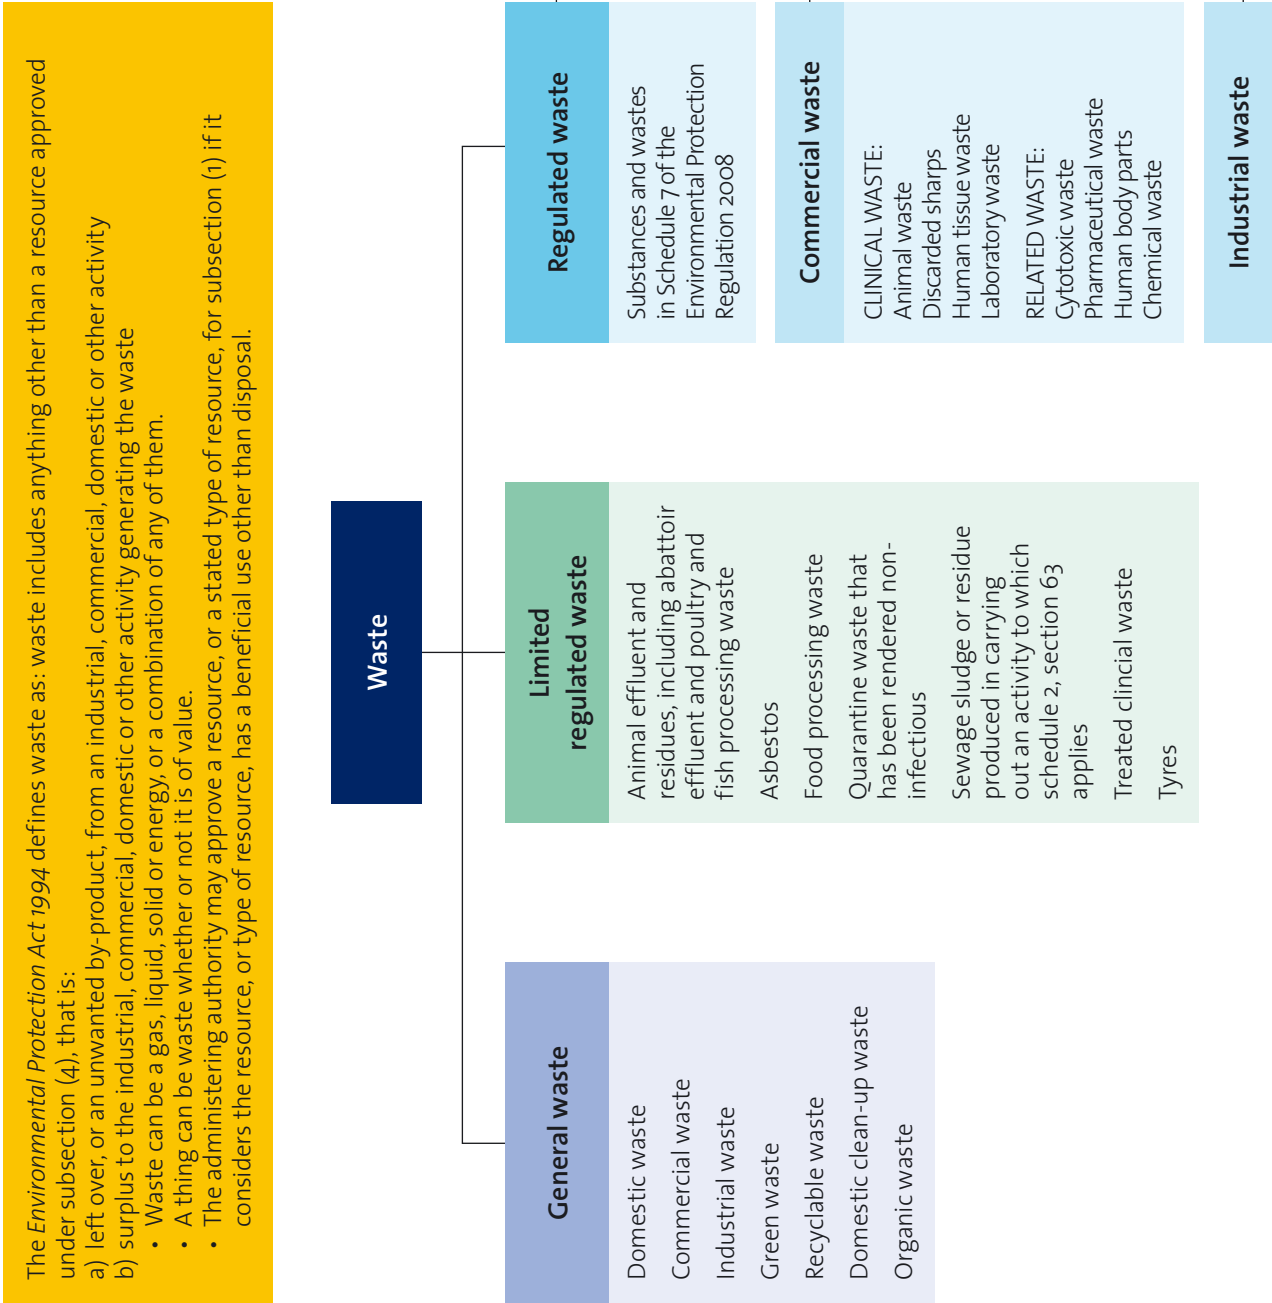 The Environmental Protection Act 1994 defines waste as: waste includes anything other than a resource approved
under subsection (4), that is:
a) left over, or an unwanted by-product, from an industrial, commercial, domestic or other activity
b) surplus to the industrial, commercial, domestic or other activity generating the waste
• Waste can be a gas, liquid, solid or energy, or a combination of any of them.
• A thing can be waste whether or not it is of value.
• The administering authority may approve a resource, or a stated type of resource, for subsection (1) if it
considers the resource, or type of resource, has a beneficial use other than disposal.
Waste
General waste
Domestic waste
Commercial waste
Industrial waste
Green waste
Recyclable waste
Domestic clean-up waste
Organic waste
Limited
regulated waste
Animal effluent and
residues, including abattoir
effluent and poultry and
fish processing waste
Asbestos
Food processing waste
Quarantine waste that
has been rendered non-
infectious
Sewage sludge or residue
produced in carrying
out an activity to which
schedule 2, section 63
applies
Treated clincial waste
Tyres
Regulated waste
Substances and wastes
in Schedule 7 of the
Environmental Protection
Regulation 2008
Commercial waste
CLINICAL WASTE:
Animal waste
Discarded sharps
Human tissue waste
Laboratory waste
RELATED WASTE:
Cytotoxic waste
Pharmaceutical waste
Human body parts
Chemical waste
Industrial waste